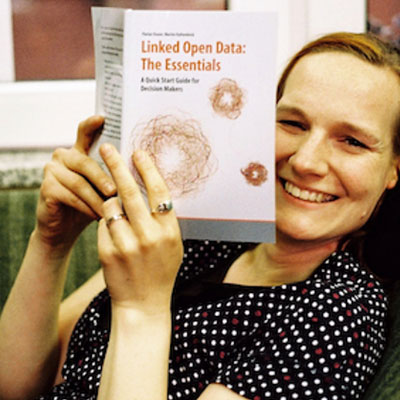 Linked Open Data:
The Essentials
A Quick Start Guide for
Decision Makers